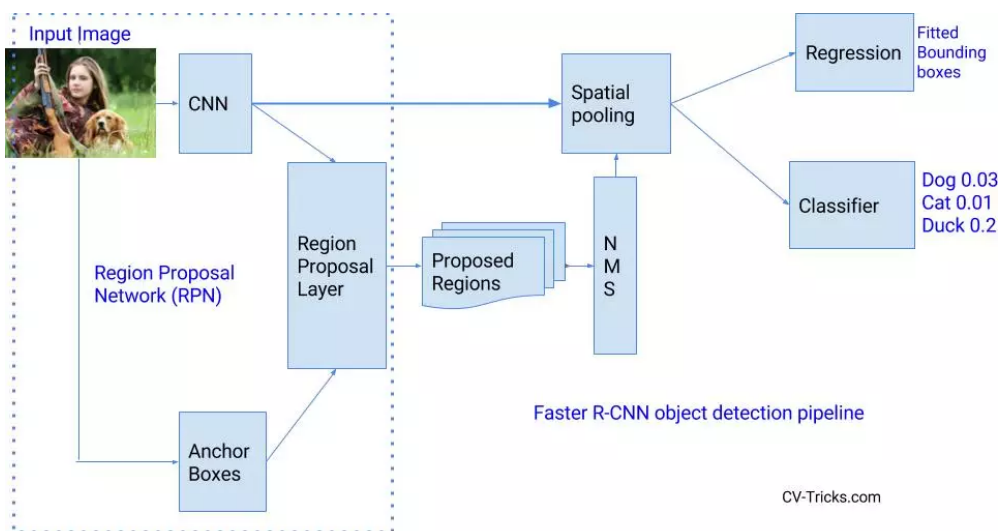 Input Image
CNN
Region Proposal
Network (RPN)
Region
Proposal
Layer
Anchor
Boxes
Proposed
Regions
N
M
S
Spatial
pooling
Regression
Fitted
Bounding
boxes
Classifier
Dog 0.03
Cat 0.01
Duck 0.2
Faster R-CNN object detection pipeline
CV-Tricks.com